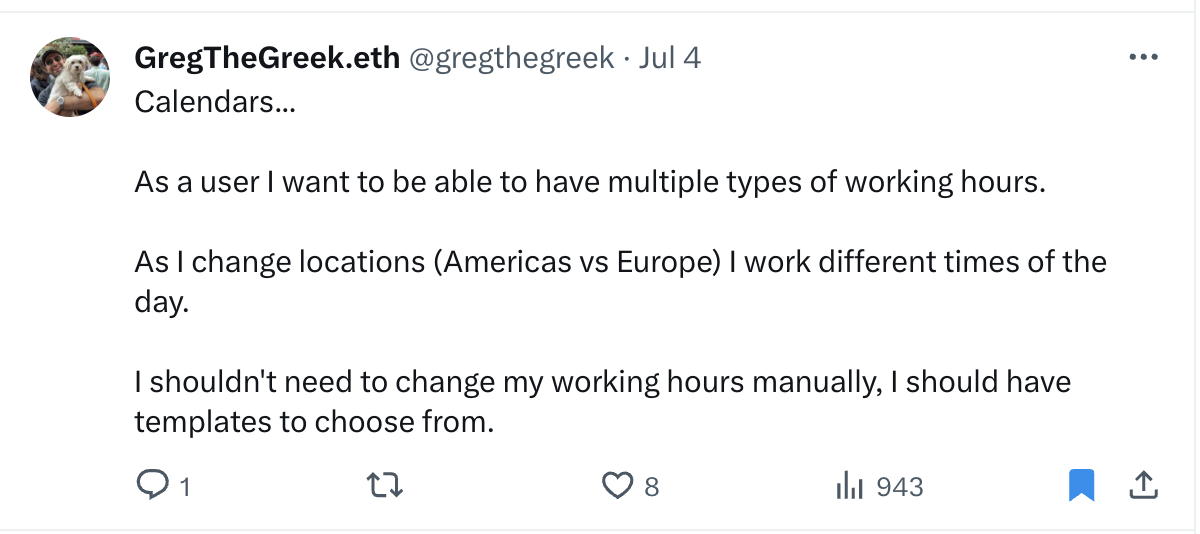 GregTheGreek.eth @gregthegreek · Jul 4
Calendars...
As a user I want to be able to have multiple types of working hours.
As I change locations (Americas vs Europe) I work different times of the
day.
I shouldn't need to change my working hours manually, I should have
templates to choose from.
1 8 943